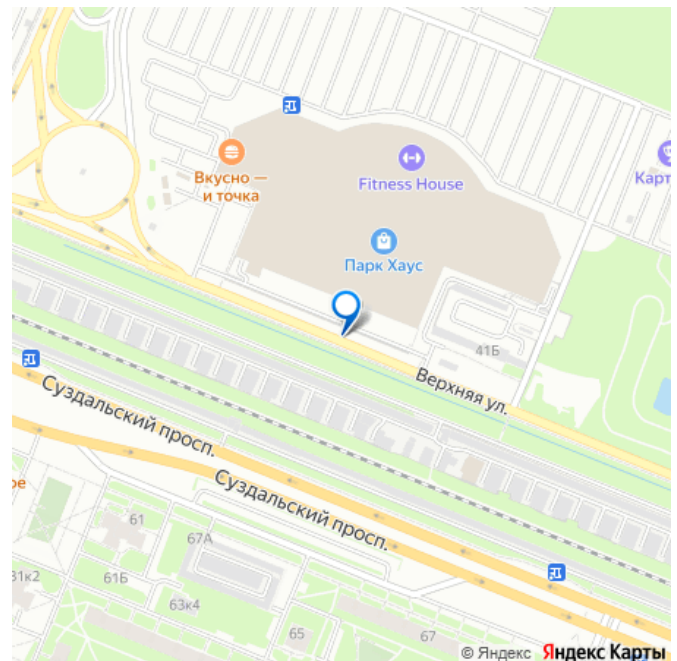 Вкусно —
и точка
Fitness House
Карт
Парк Хаус
41Б
Верхняя ул.
Суздальский просп.
Суздальский просп.
ое
61
67А
31к2
61Б
63к4
65
67
© Яндекс Яндекс Карты